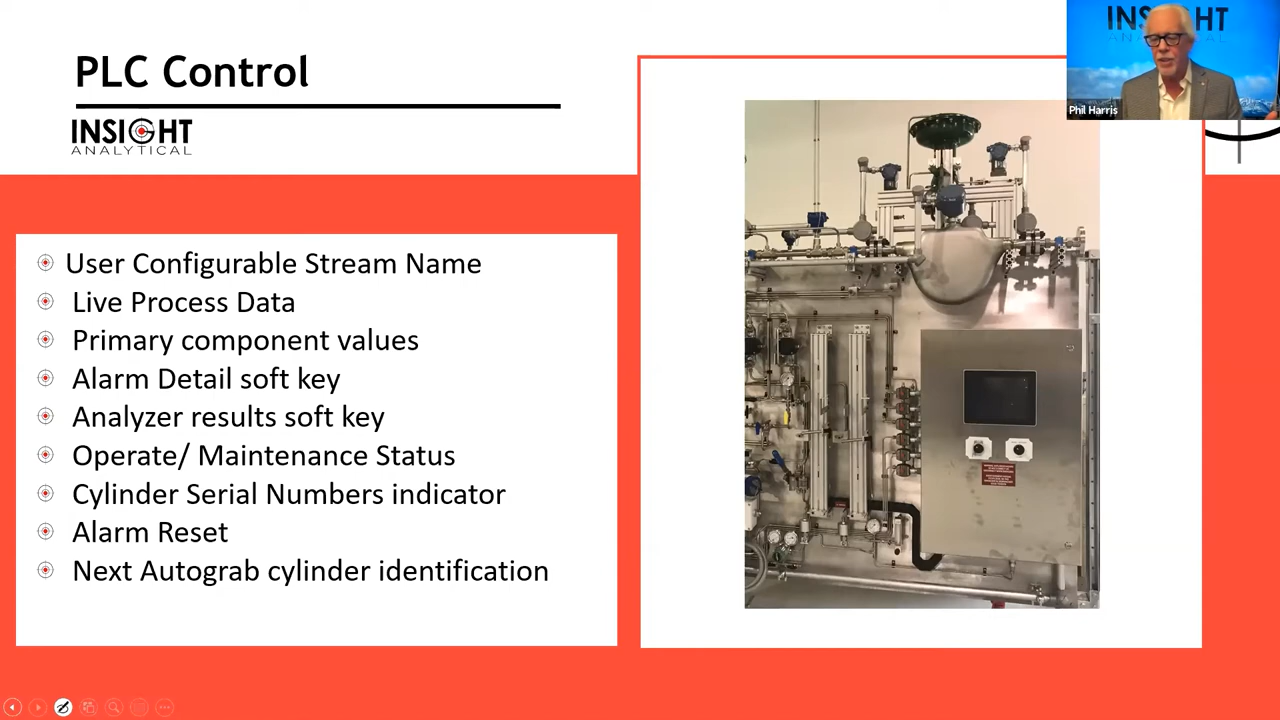 PLC Control
INSIGHT
ANALYTICAL
User Configurable Stream Name
Live Process Data
Primary component values
Alarm Detail soft key
Analyzer results soft key
Operate/ Maintenance Status
Cylinder Serial Numbers indicator
Alarm Reset
Next Autograb cylinder identification
INSIGHT
ANALYTICAL
Phil Harris